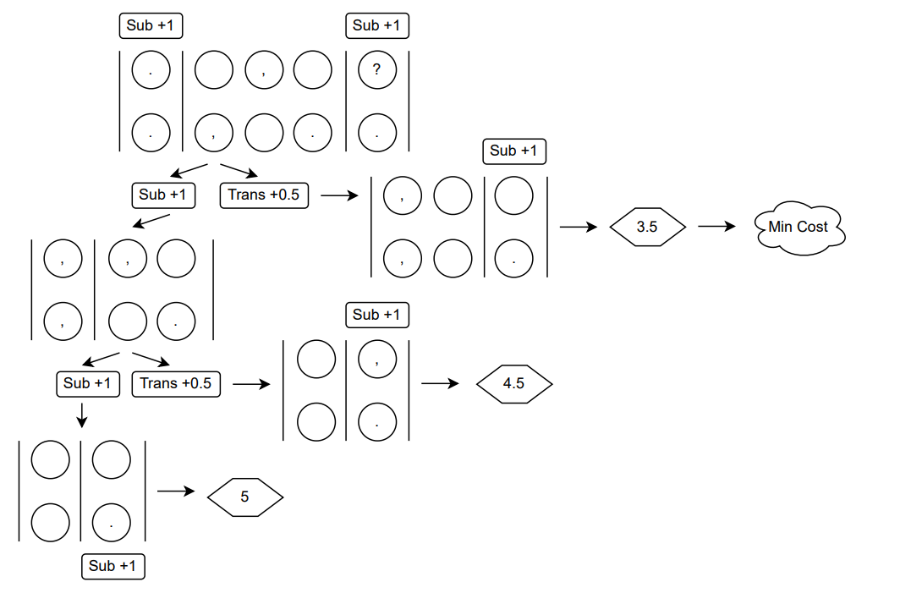 Sub +1 Sub +1
. , ?
. , . .
Sub +1
Sub +1 Trans +0.5
, 
, .
3.5 Min Cost
, ,
, .
Sub +1
Sub +1 Trans +0.5
,
.
4.5
.
5
Sub +1